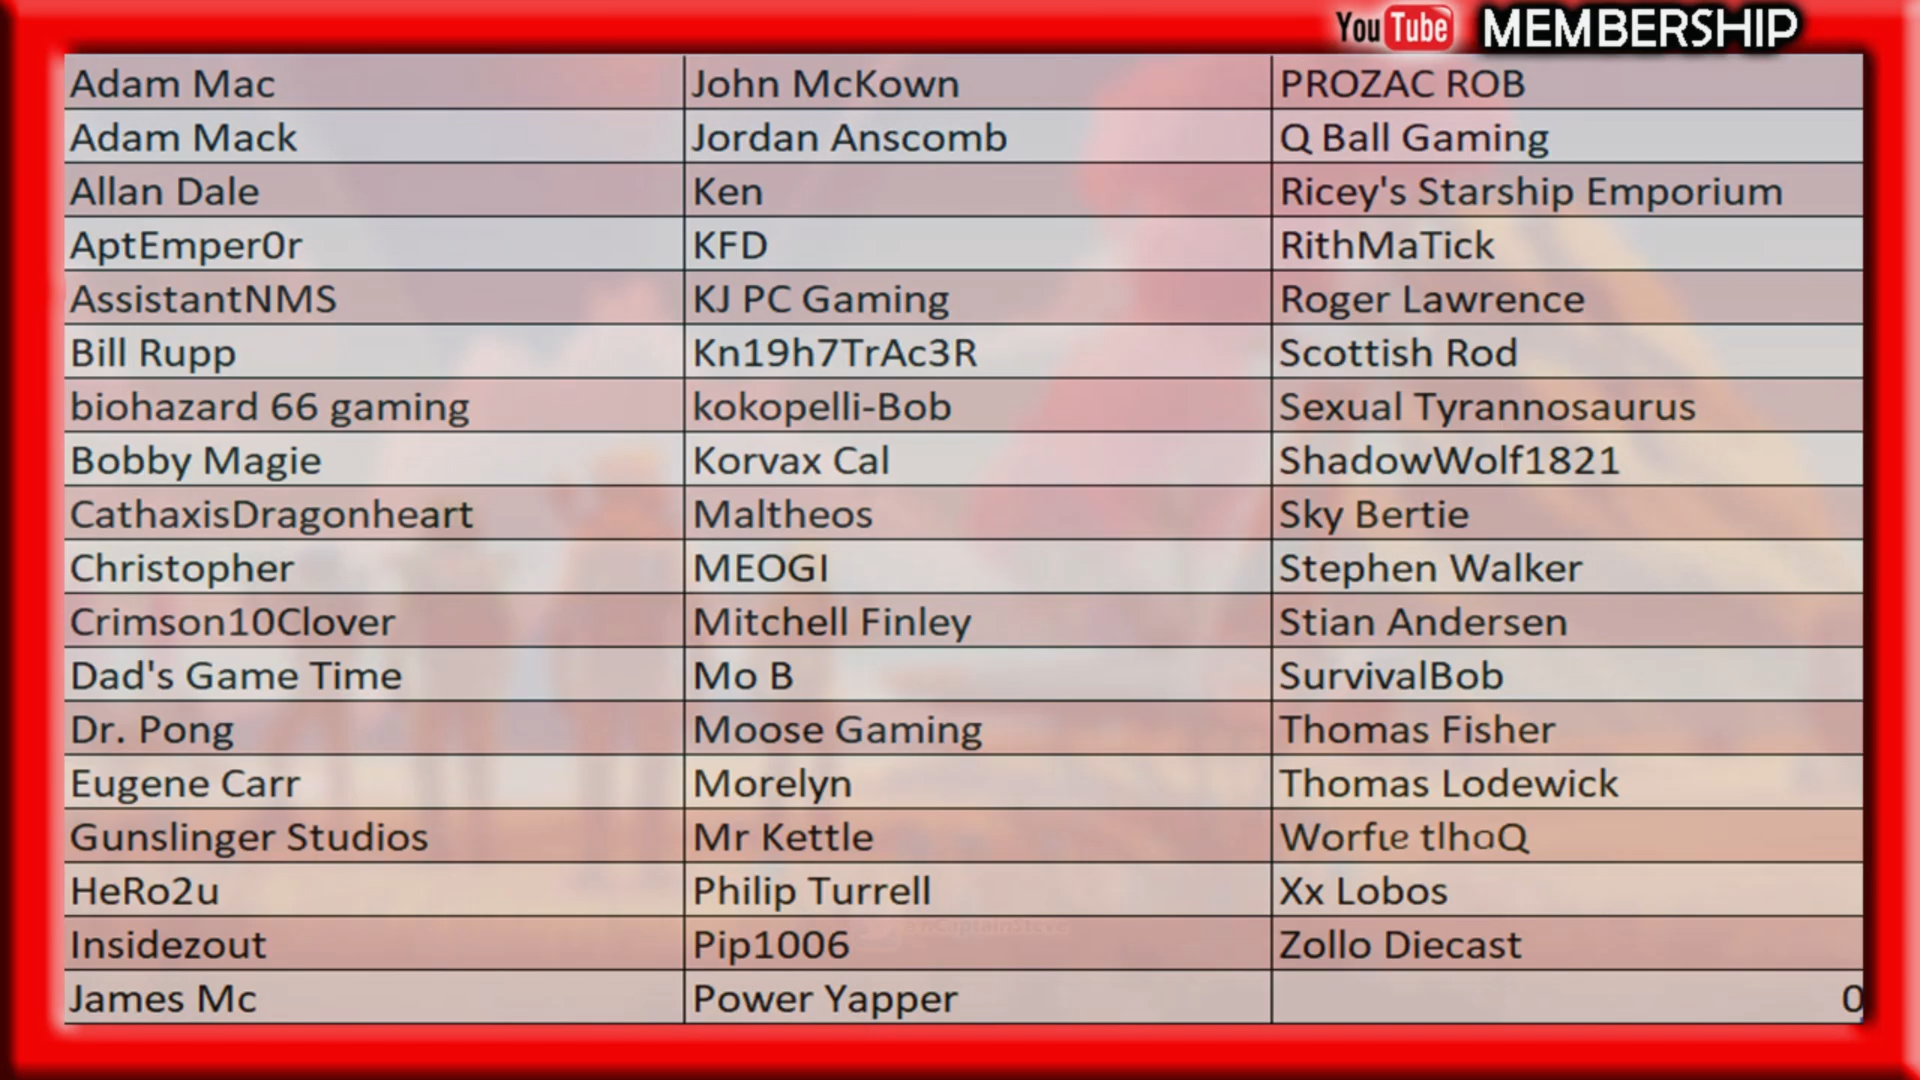 YouTube MEMBERSHIP
Adam Mac John McKown PROZAC ROB
Adam Mack Jordan Anscomb Q Ball Gaming
Allan Dale Ken Ricey's Starship Emporium
AptEmper0r KFD RithMaTick
AssistantNMS KJ PC Gaming Roger Lawrence
Bill Rupp Kn19h7TrAc3R Scottish Rod
biohazard 66 gaming kokopelli-Bob Sexual Tyrannosaurus
Bobby Magie Korvax Cal ShadowWolf1821
CathaxisDragonheart Maltheos Sky Bertie
Christopher MEOGI Stephen Walker
Crimson10Clover Mitchell Finley Stian Andersen
Dad's Game Time Mo B SurvivalBob
Dr. Pong Moose Gaming Thomas Fisher
Eugene Carr Morelyn Thomas Lodewick
Gunslinger Studios Mr Kettle
HeRo2u Philip Turrell Xx Lobos
Insidezout Pip1006 Zollo Diecast
James Mc Power Yapper 0